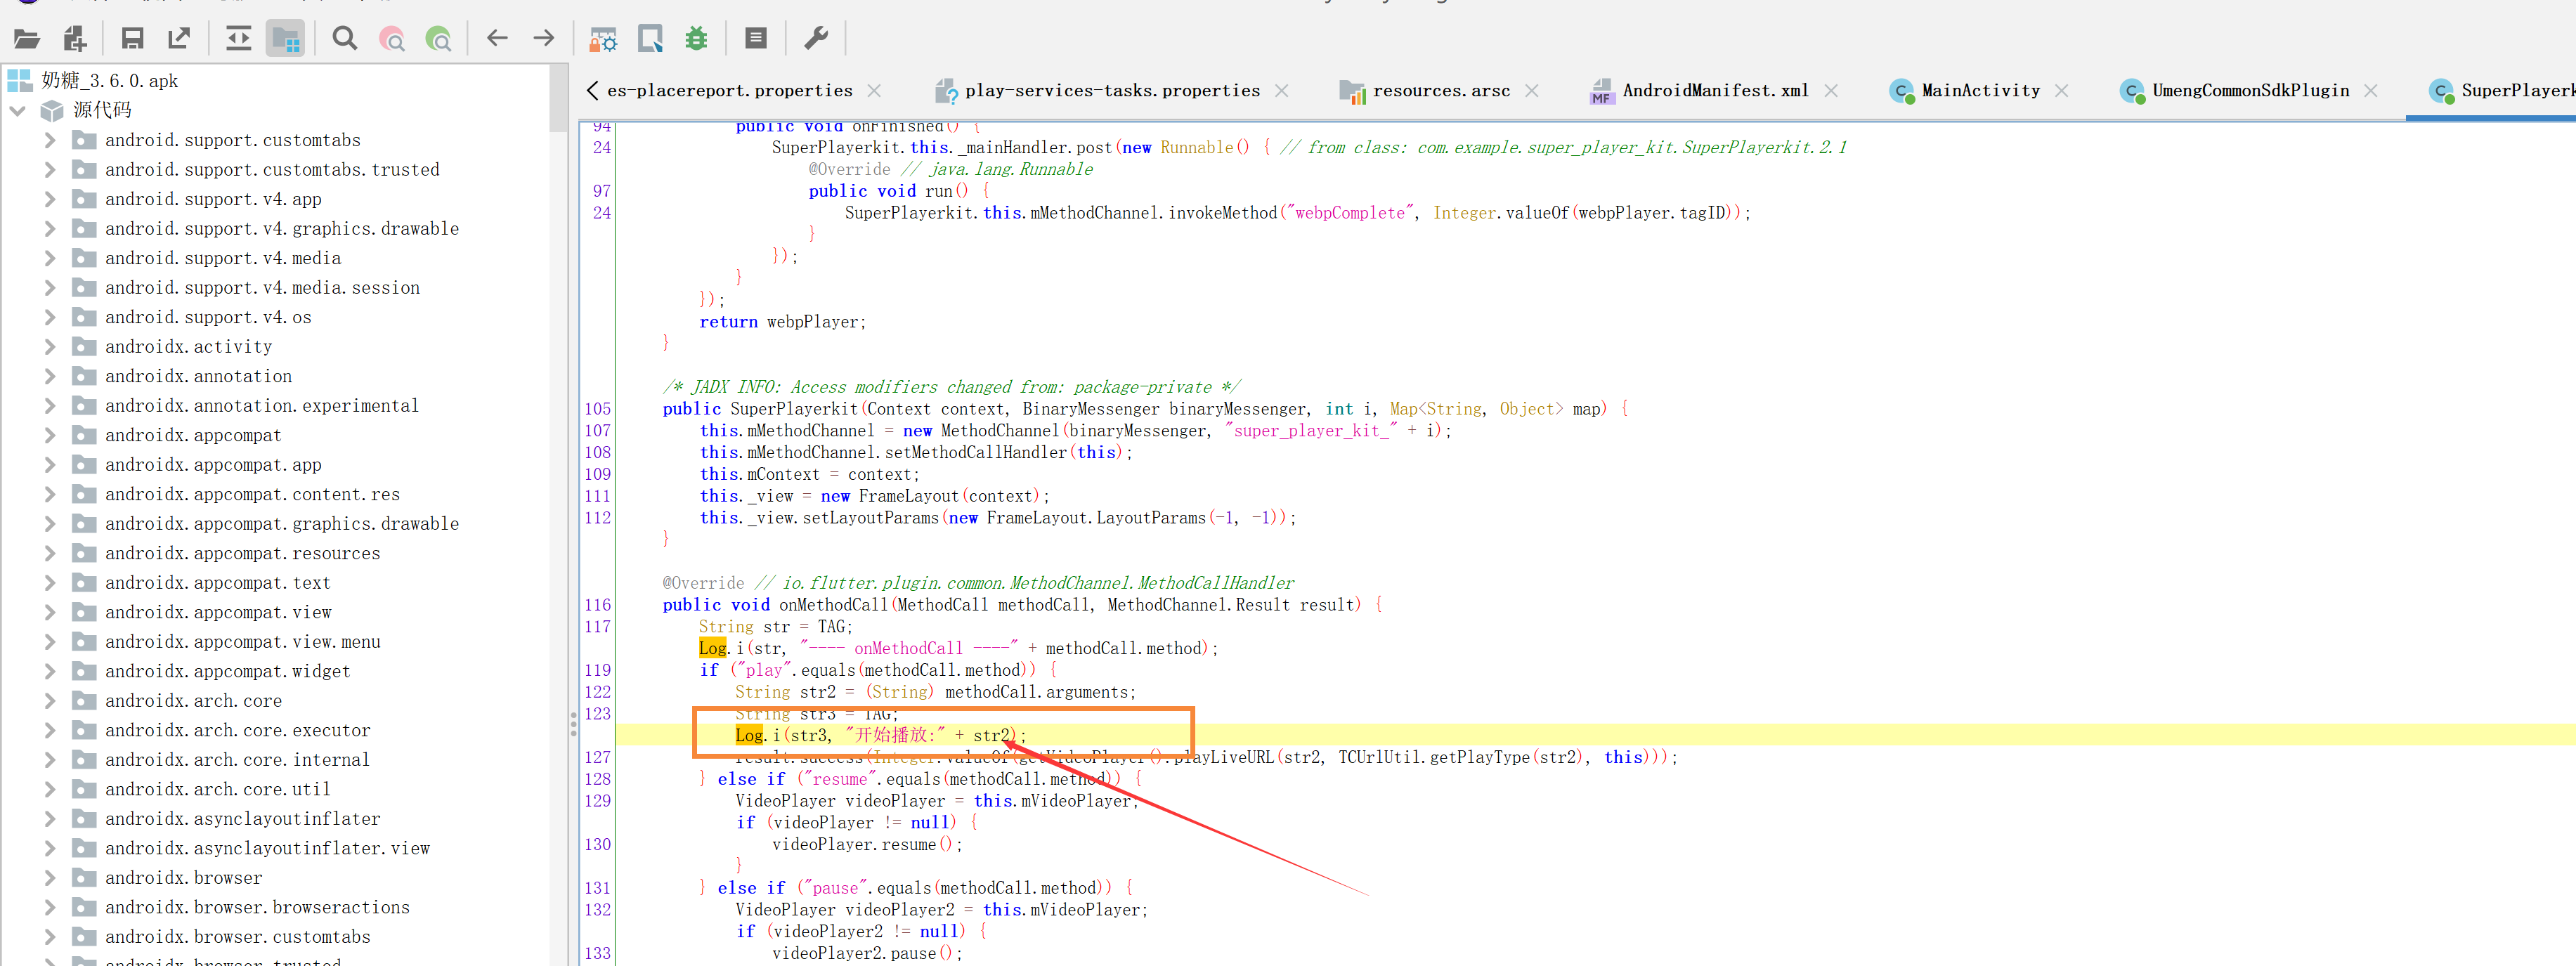 奶糖_3.6.0.apk
源代码
android.support.customtabs
android.support.customtabs.trusted
android.support.v4.app
android.support.v4.graphics.drawable
android.support.v4.media
android.support.v4.media.session
android.support.v4.os
androidx.activity
androidx.annotation
androidx.annotation.experimental
androidx.appcompat
androidx.appcompat.app
androidx.appcompat.content.res
androidx.appcompat.graphics.drawable
androidx.appcompat.resources
androidx.appcompat.text
androidx.appcompat.view
androidx.appcompat.view.menu
androidx.appcompat.widget
androidx.arch.core
androidx.arch.core.executor
androidx.arch.core.internal
androidx.arch.core.util
androidx.asynclayoutinflater
androidx.asynclayoutinflater.view
androidx.browser
androidx.browser.browseractions
androidx.browser.customtabs
androidx.browser.trusted
es-placereport.properties
play-services-tasks.properties
resources.arsc
MF AndroidManifest.xml
MainActivity
UmengCommonSdkPlugin
SuperPlayerk
94 public void onFinished() {
24 SuperPlayerkit.this._mainHandler.post(new Runnable() { // from class: com.example.super_player_kit.SuperPlayerkit.2.1
@Override // java.lang.Runnable
97 public void run() {
24 SuperPlayerkit.this.mMethodChannel.invokeMethod("webpComplete", Integer.valueOf(webpPlayer.tagID));
}
});
}
});
return webpPlayer;
}
/* JADX INFO: Access modifiers changed from: package-private */
105 public SuperPlayerkit(Context context, BinaryMessenger binaryMessenger, int i, Map<String, Object> map) {
107 this.mMethodChannel = new MethodChannel(binaryMessenger, "super_player_kit_" + i);
108 this.mMethodChannel.setMethodCallHandler(this);
109 this.mContext = context;
111 this._view = new FrameLayout(context);
112 this._view.setLayoutParams(new FrameLayout.LayoutParams(-1, -1));
}
@Override // io.flutter.plugin.common.MethodChannel.MethodCallHandler
116 public void onMethodCall(MethodCall methodCall, MethodChannel.Result result) {
117 String str = TAG;
Log.i(str, "---- onMethodCall ----" + methodCall.method);
119 if ("play".equals(methodCall.method)) {
122 String str2 = (String) methodCall.arguments;
123 String str3 = TAG;
Log.i(str3, "开始播放:" + str2);
127 result.success(Integer.valueOf(getVideoPlayer().playLiveURL(str2, TCUrlUtil.getPlayType(str2), this)));
128 } else if ("resume".equals(methodCall.method)) {
129 VideoPlayer videoPlayer = this.mVideoPlayer;
if (videoPlayer != null) {
130 videoPlayer.resume();
}
131 } else if ("pause".equals(methodCall.method)) {
132 VideoPlayer videoPlayer2 = this.mVideoPlayer;
if (videoPlayer2 != null) {
133 videoPlayer2.pause();